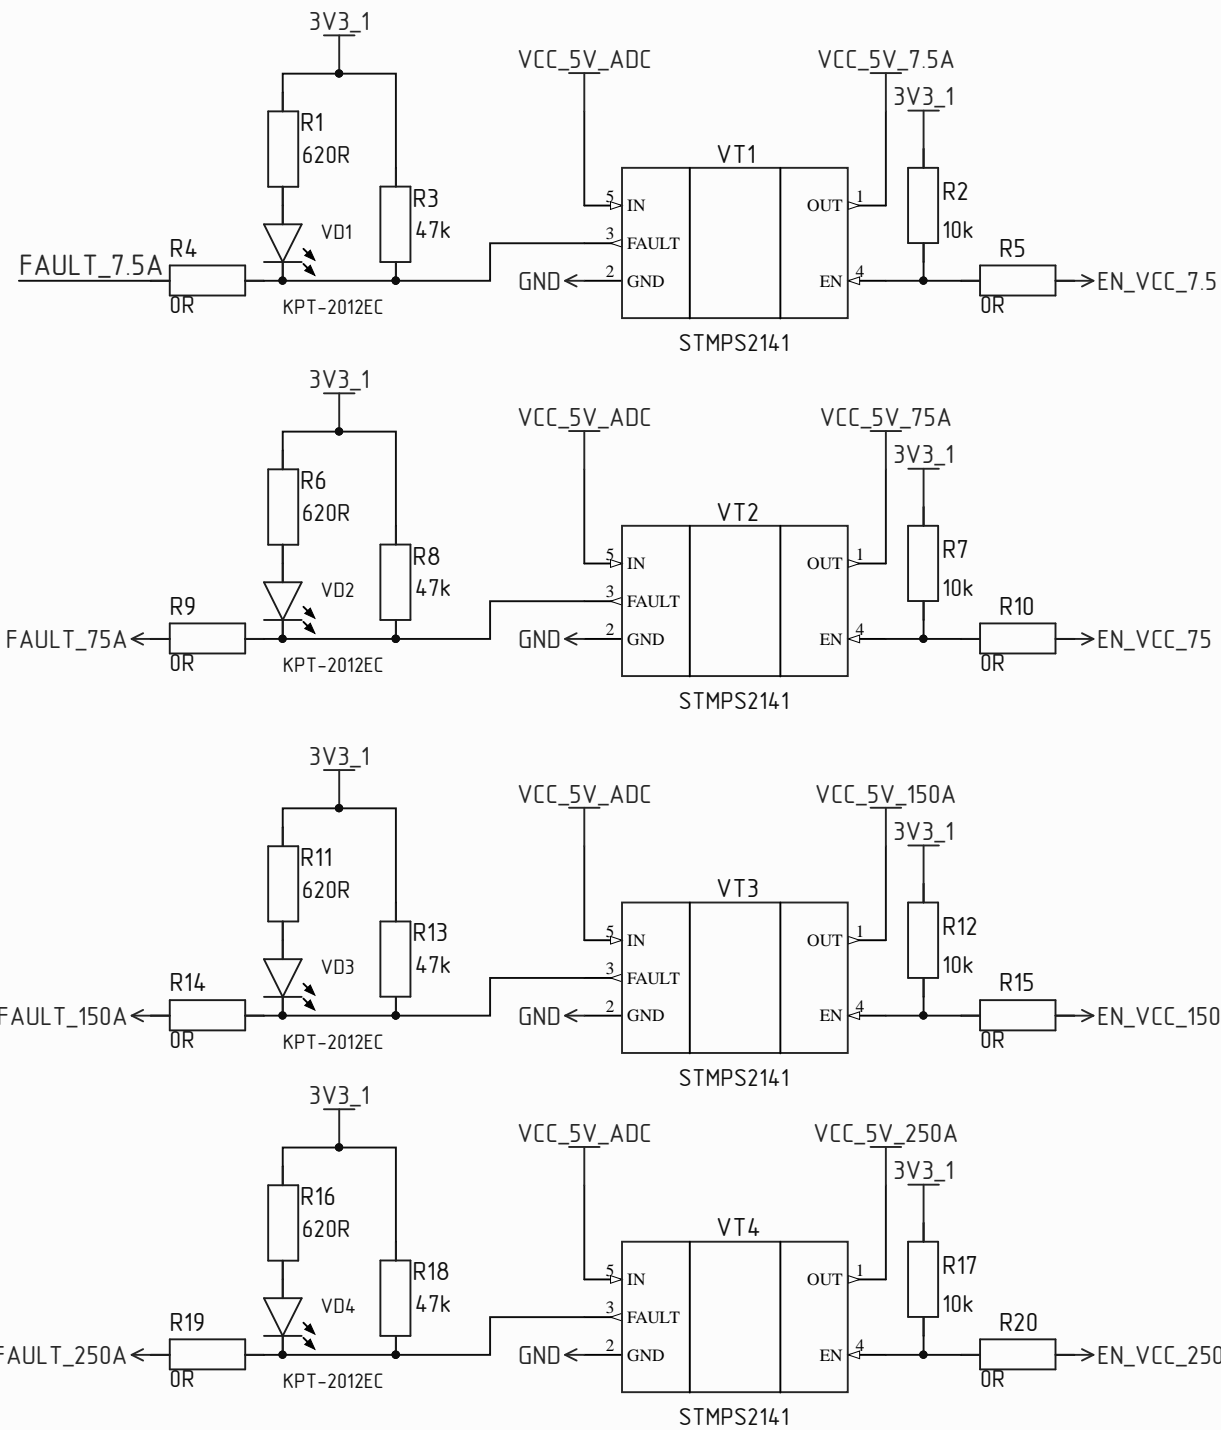 3V3_1
VCC_5V_ADC
VCC_5V_7.5A
3V3_1
R1
620R
VT1
R3
47k
R2
10k
5 IN
OUT 1
VD1
3 FAULT
FAULT_7.5A
R4
0R
KPT-2012EC
GND
2 GND
EN 4
R5
0R
EN_VCC_7.5
STMPS2141
3V3_1
VCC_5V_ADC
VCC_5V_75A
3V3_1
R6
620R
VT2
R8
47k
R7
10k
5 IN
OUT 1
VD2
3 FAULT
FAULT_75A
R9
0R
KPT-2012EC
GND
2 GND
EN 4
R10
0R
EN_VCC_75
STMPS2141
3V3_1
VCC_5V_ADC
VCC_5V_150A
3V3_1
R11
620R
VT3
R13
47k
R12
10k
5 IN
OUT 1
VD3
3 FAULT
FAULT_150A
R14
0R
KPT-2012EC
GND
2 GND
EN 4
R15
0R
EN_VCC_150
STMPS2141
3V3_1
VCC_5V_ADC
VCC_5V_250A
3V3_1
R16
620R
VT4
R18
47k
R17
10k
5 IN
OUT 1
VD4
3 FAULT
FAULT_250A
R19
0R
KPT-2012EC
GND
2 GND
EN 4
R20
0R
EN_VCC_250
STMPS2141